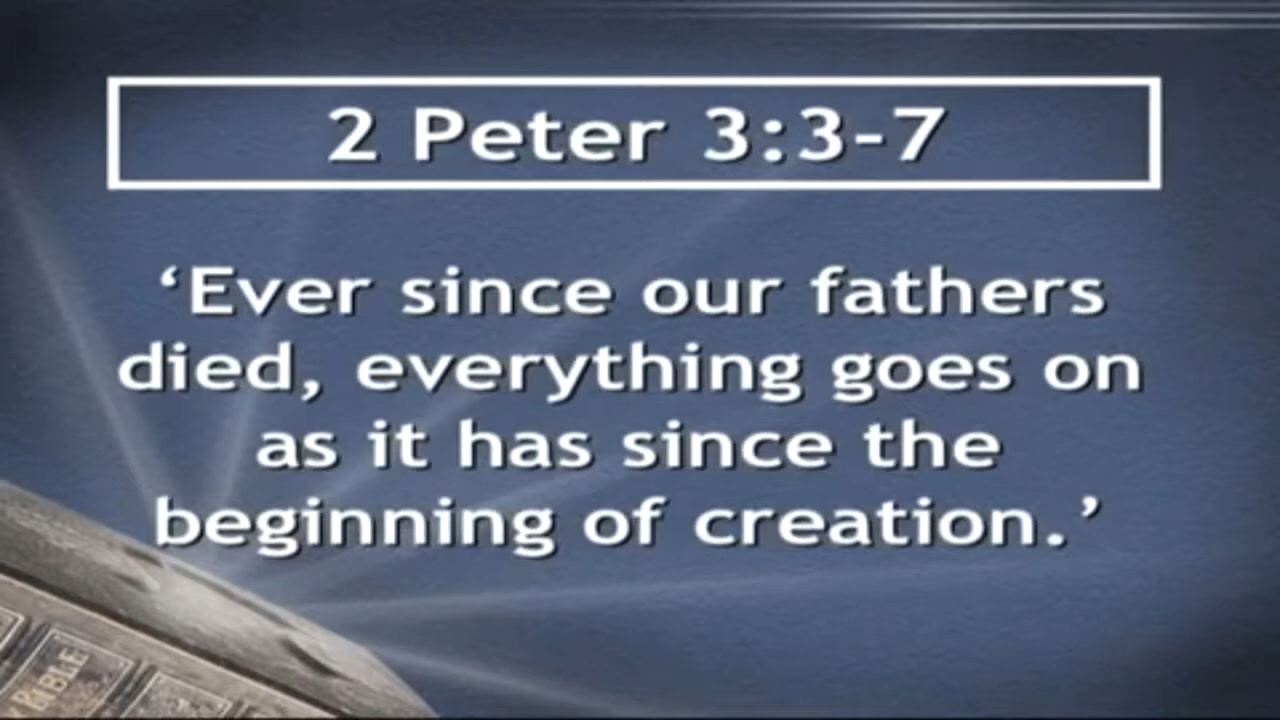 2 Peter 3:3-7
‘Ever since our fathers
died, everything goes on
as it has since the
beginning of creation.’
BIBLE